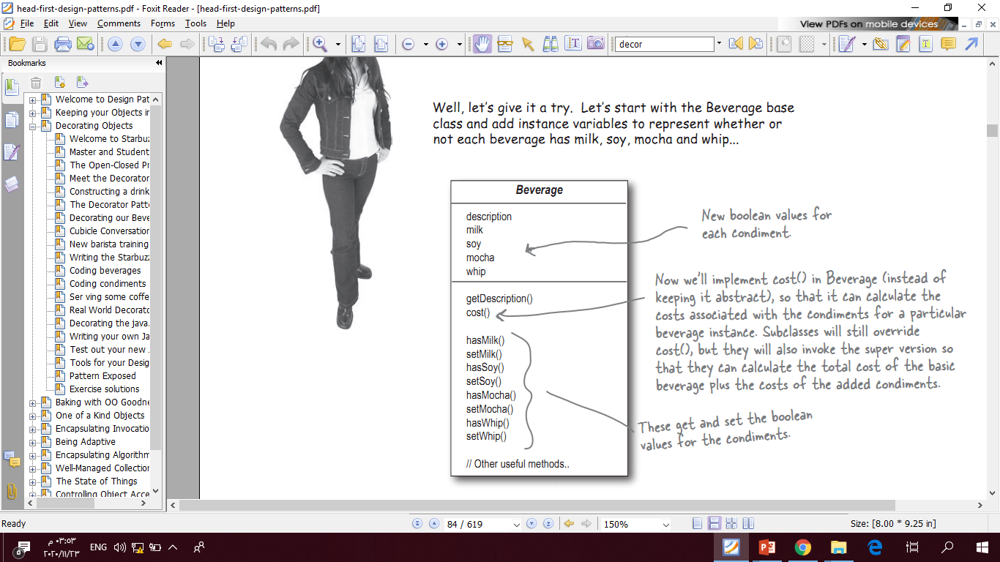 head-first-design-patterns.pdf - Foxit Reader - [head-first-design-patterns.pdf]
File Edit View Comments Forms Tools Help
View PDFs on mobile devices
decor
Bookmarks
Welcome to Design Pat
Keeping your Objects in
Decorating Objects
Welcome to Starbuz
Master and Student
The Open-Closed Pr
Meet the Decorator
Constructing a drink
The Decorator Patte
Decorating our Beve
Cubicle Conversation
New barista training
Writing the Starbuzz
Coding beverages
Coding condiments
Ser ving some coffe
Real World Decorato
Decorating the java.
Writing your own Ja
Test out your new .
Tools for your Desig
Pattern Exposed
Exercise solutions
Baking with OO Goodne
One of a Kind Objects
Encapsulating Invocatio
Being Adaptive
Encapsulating Algorithm
Well-Managed Collection
The State of Things
Controlling Object Acce
Well, let's give it a try. Let's start with the Beverage base
class and add instance variables to represent whether or
not each beverage has milk, soy, mocha and whip...
Beverage
description
milk
soy
mocha
whip
getDescription()
cost()
hasMilk()
setMilk()
hasSoy()
setSoy()
hasMocha()
setMocha()
hasWhip()
setWhip()
// Other useful methods..
New boolean values for
each condiment.
Now we'll implement cost() in Beverage (instead of
keeping it abstract), so that it can calculate the
costs associated with the condiments for a particular
beverage instance. Subclasses will still override
cost(), but they will also invoke the super version so
that they can calculate the total cost of the basic
beverage plus the costs of the added condiments.
These get and set the boolean
values for the condiments.
Ready
84 / 619
150%
Size: [8.00 * 9.25 in]
٥
٠٣:٥٣ م
٢٠٢٠/١١/٢٣
ENG